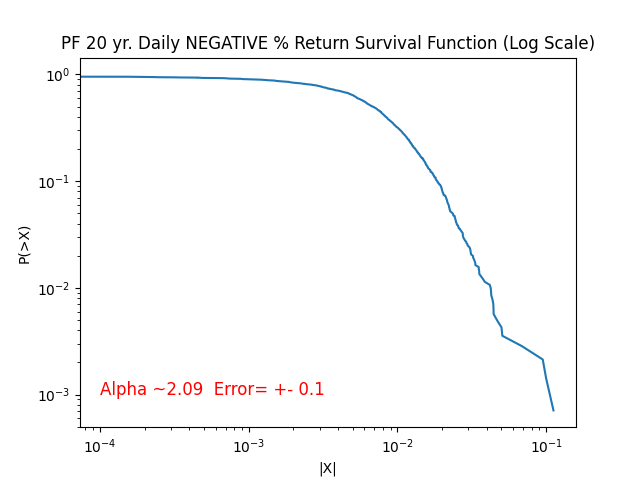 PF 20 yr. Daily NEGATIVE % Return Survival Function (Log Scale)
10⁰
10⁻¹
10⁻²
10⁻³
P(>X)
Alpha ~2.09  Error= +- 0.1
10⁻⁴ 10⁻³ 10⁻² 10⁻¹
|X|